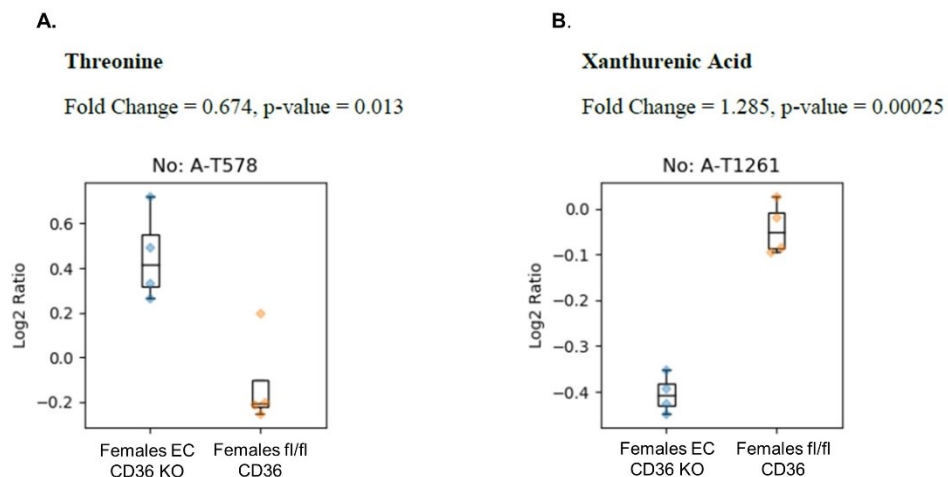 A.
Threonine
Fold Change = 0.674, p-value = 0.013
No: A-T578
Log2 Ratio
0.6
0.4
0.2
0.0
−0.2
Females EC
CD36 KO
Females fl/fl
CD36
B.
Xanthurenic Acid
Fold Change = 1.285, p-value = 0.00025
No: A-T1261
Log2 Ratio
0.0
−0.1
−0.2
−0.3
−0.4
Females EC
CD36 KO
Females fl/fl
CD36